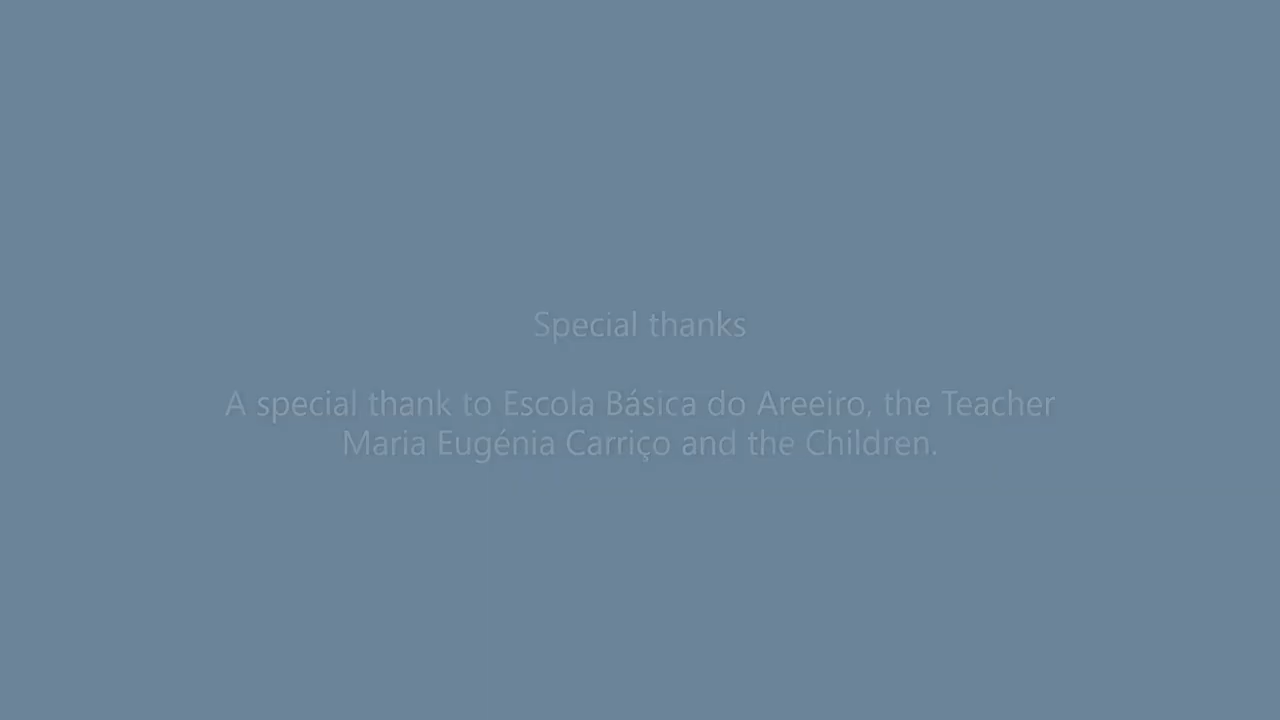 Special thanks
A special thank to Escola Básica do Areeiro, the Teacher
Maria Eugénia Carriço and the Children.